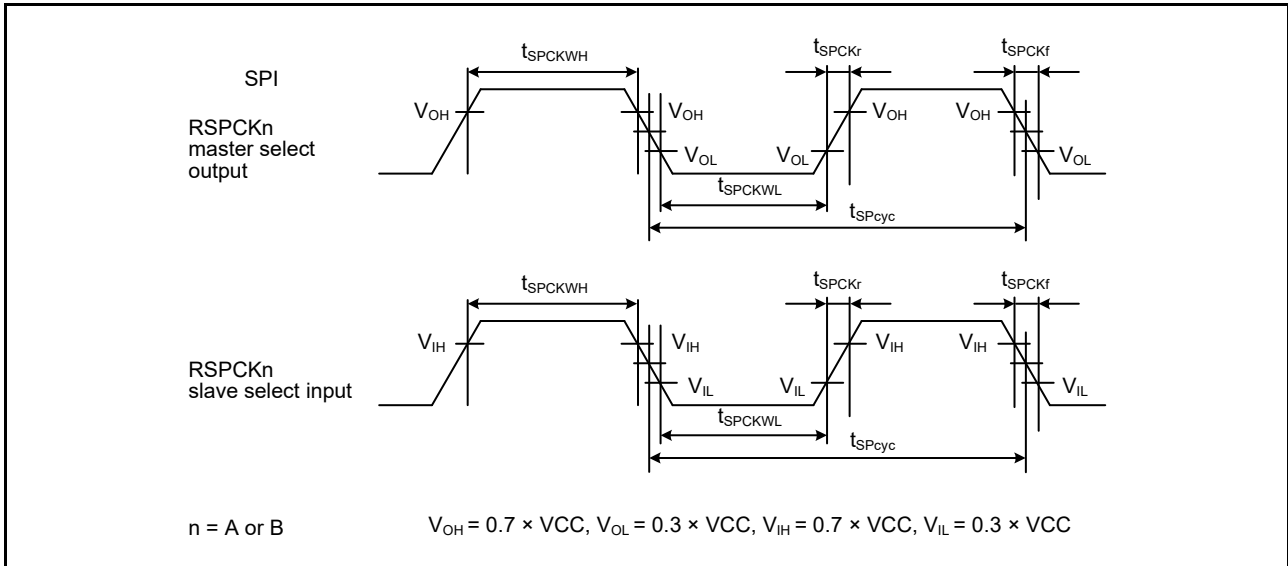 SPI
RSPCKn
master select
output
tSPCKWH
tSPCKr
tSPCKf
VOH
VOH
VOL
VOL
VOH
VOH
VOL
tSPCKWL
tSPcyc
RSPCKn
slave select input
tSPCKWH
tSPCKr
tSPCKf
VIH
VIH
VIL
VIL
VIH
VIH
VIL
tSPCKWL
tSPcyc
n = A or B
VOH = 0.7 × VCC, VOL = 0.3 × VCC, VIH = 0.7 × VCC, VIL = 0.3 × VCC